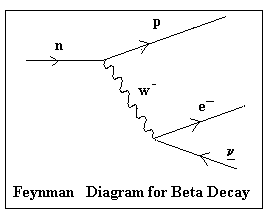 p
n
w⁻
e⁻
ν
Feynman Diagram for Beta Decay